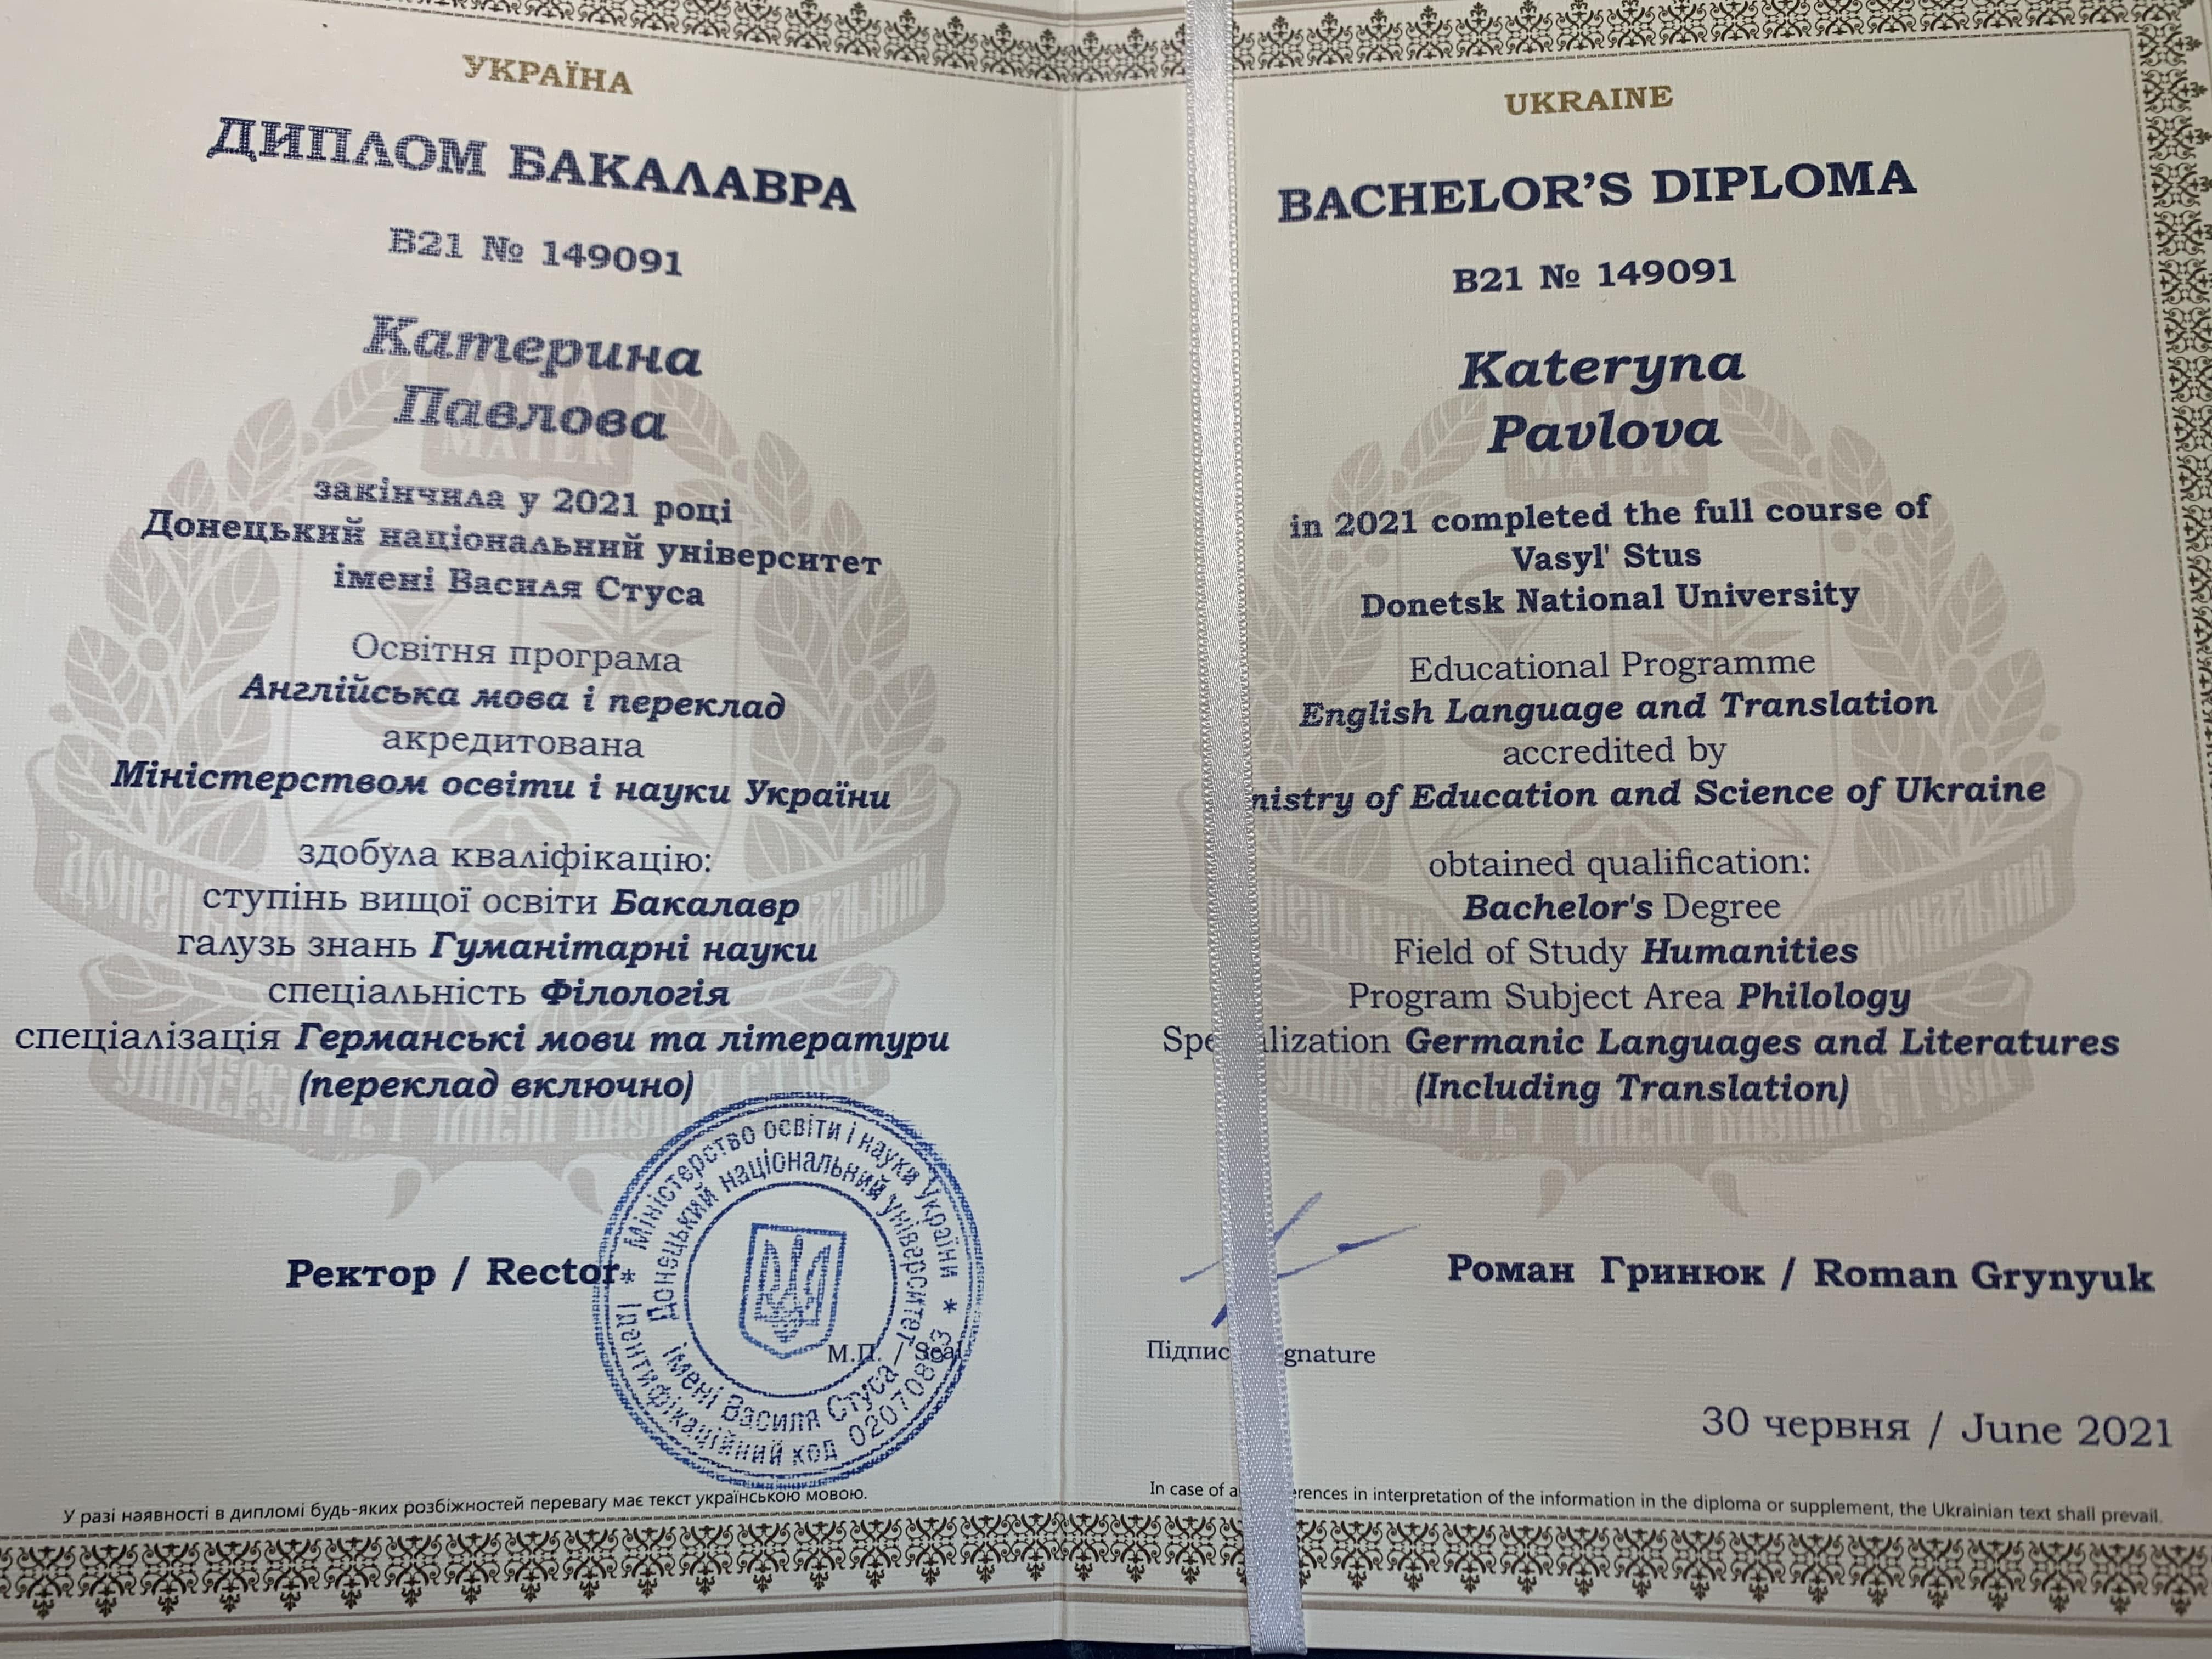 УКРАЇНА
ДИПЛОМ БАКАЛАВРА
В21 № 149091
Катерина
Павлова
закінчила у 2021 році
Донецький національний університет
імені Василя Стуса
Освітня програма
Англійська мова і переклад
акредитована
Міністерством освіти і науки України
здобула кваліфікацію:
ступінь вищої освіти Бакалавр
галузь знань Гуманітарні науки
спеціальність Філологія
спеціалізація Германські мови та літератури
(переклад включно)
Ректор / Rector
М.П. / Seal
Міністерство освіти і науки України
Донецький національний університет
імені Василя Стуса
Ідентифікаційний код 02070803
У разі наявності в дипломі будь-яких розбіжностей перевагу має текст українською мовою.
UKRAINE
BACHELOR'S DIPLOMA
B21 № 149091
Kateryna
Pavlova
in 2021 completed the full course of
Vasyl' Stus
Donetsk National University
Educational Programme
English Language and Translation
accredited by
nistry of Education and Science of Ukraine
obtained qualification:
Bachelor's Degree
Field of Study Humanities
Program Subject Area Philology
Spe lization Germanic Languages and Literatures
(Including Translation)
Роман Гринюк / Roman Grynyuk
Підпис gnature
30 червня / June 2021
In case of a erences in interpretation of the information in the diploma or supplement, the Ukrainian text shall prevail.
ALMA
MATER